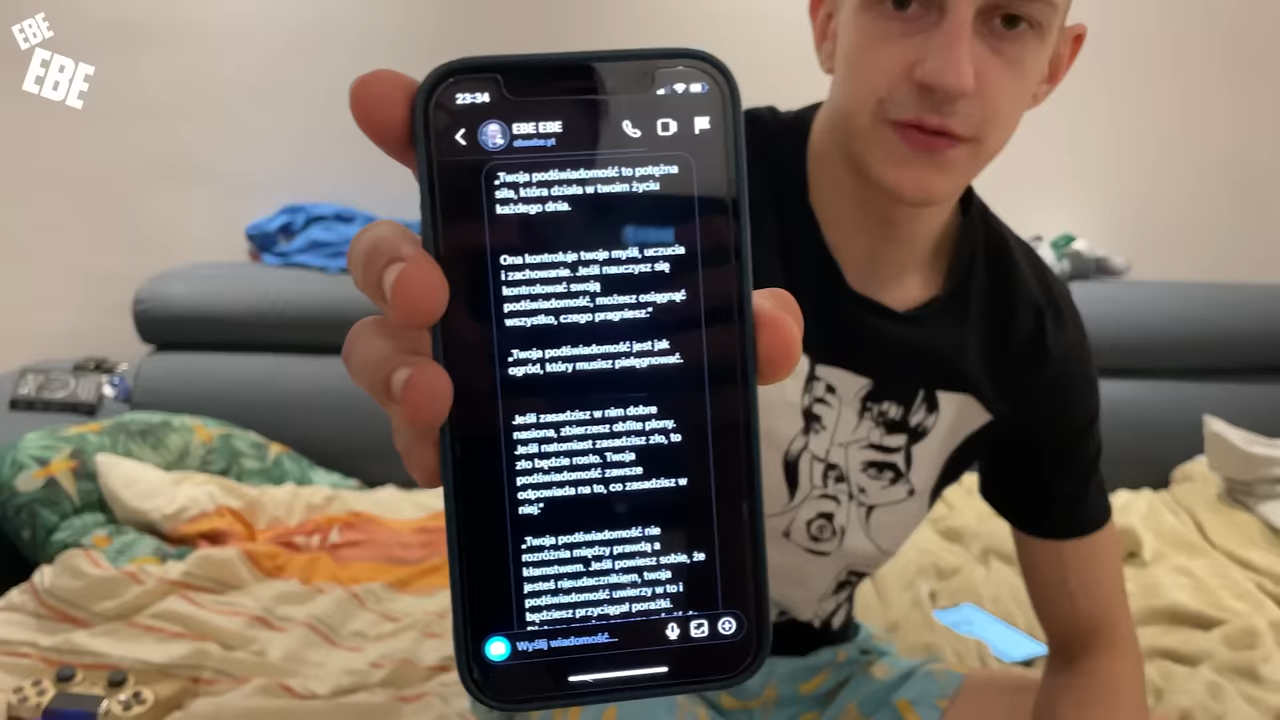 EBE
EBE
23:34
EBE EBE
ebeebe.yt
„Twoja podświadomość to potężna
siła, która działa w twoim życiu
każdego dnia.
Ona kontroluje twoje myśli, uczucia
i zachowanie. Jeśli nauczysz się
kontrolować swoją
podświadomość, możesz osiągnąć
wszystko, czego pragniesz.”
„Twoja podświadomość jest jak
ogród, który musisz pielęgnować.
Jeśli zasadzisz w nim dobre
nasiona, zbierzesz obfite plony.
Jeśli natomiast zasadzisz zło, to
zło będzie rosło. Twoja
podświadomość zawsze
odpowiada na to, co zasadzisz w
niej.”
„Twoja podświadomość nie
rozróżnia między prawdą a
kłamstwem. Jeśli powiesz sobie, że
jesteś nieudacznikiem, twoja
podświadomość uwierzy w to i
będziesz przyciągał porażki.
Wyślij wiadomość...